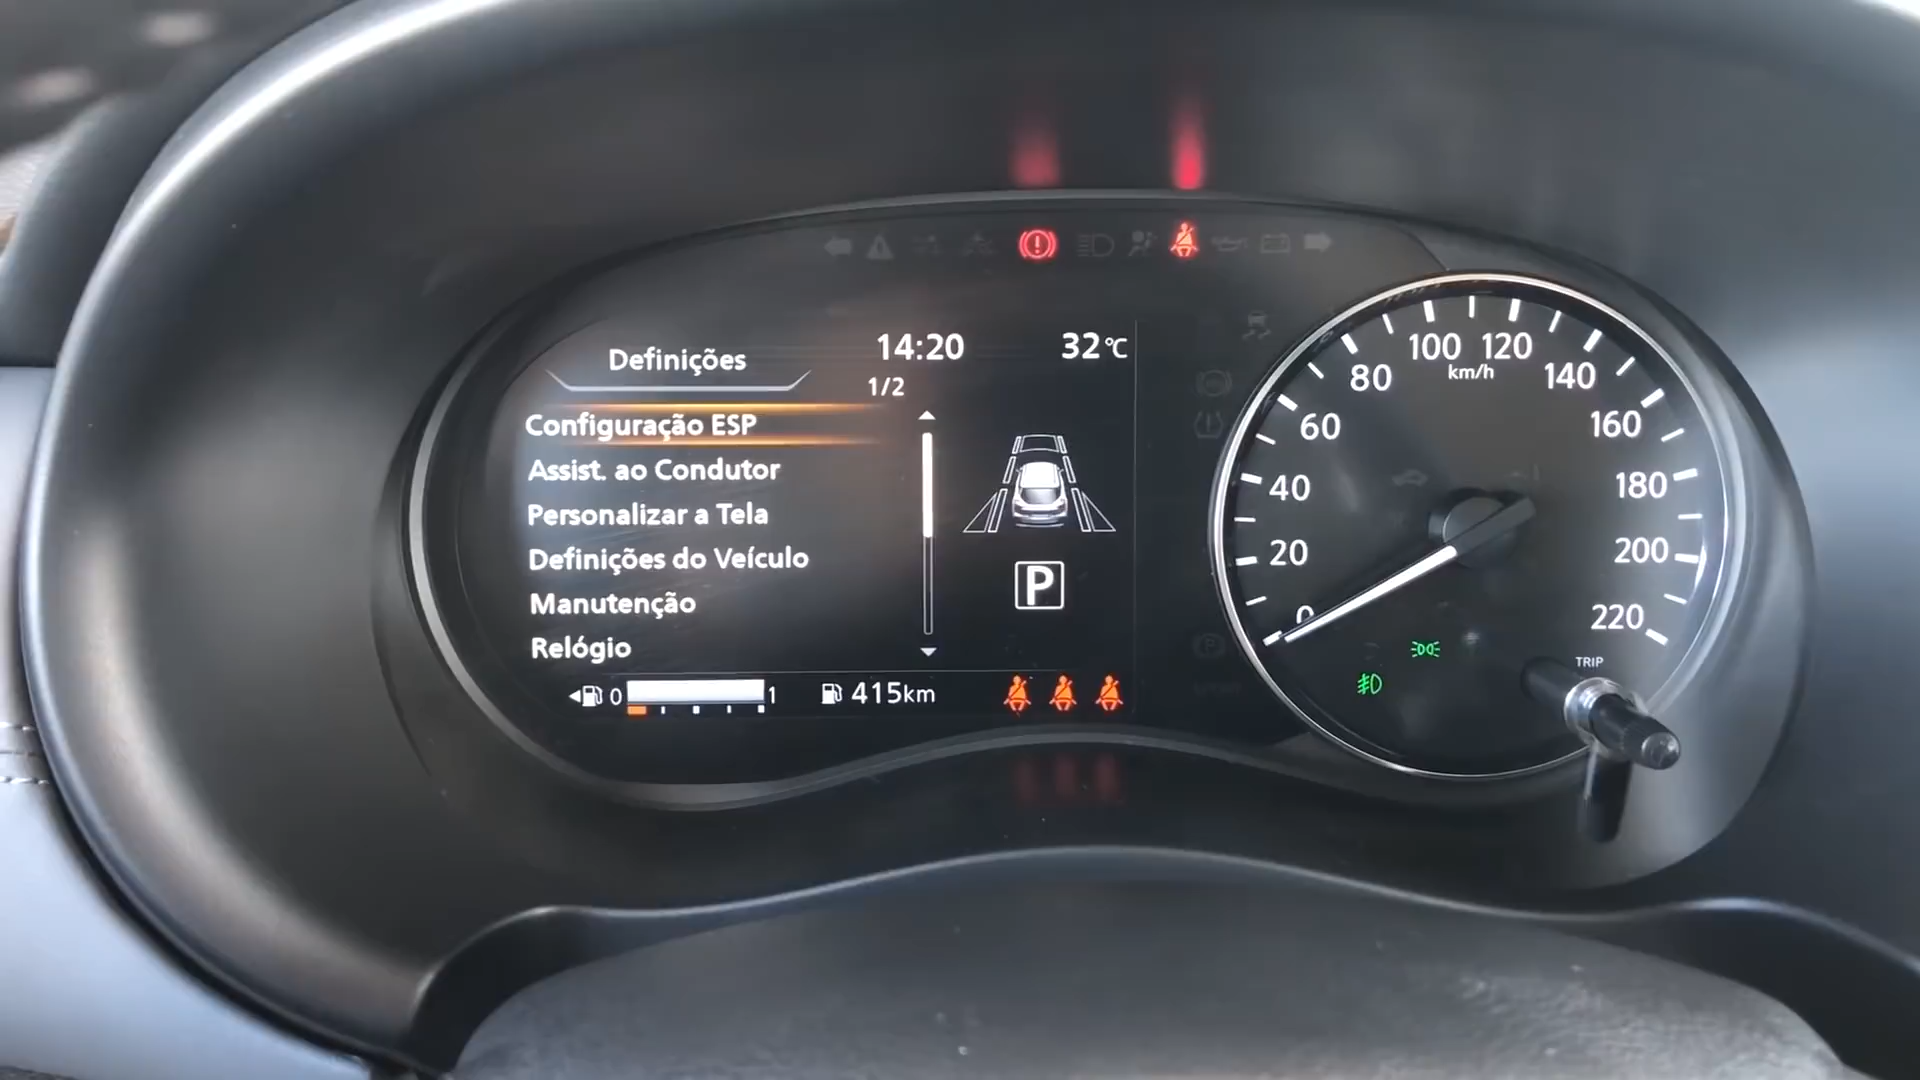 Definições
14:20
32°C
1/2
Configuração ESP
Assist. ao Condutor
Personalizar a Tela
Definições do Veículo
Manutenção
Relógio
P
0 1
415km
0
20
40
60
80
100
120
140
160
180
200
220
km/h
TRIP